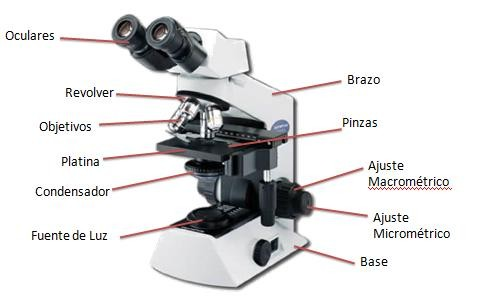 Oculares
Revolver
Objetivos
Platina
Condensador
Fuente de Luz
Brazo
Pinzas
Ajuste
Macrométrico
Ajuste
Micrométrico
Base